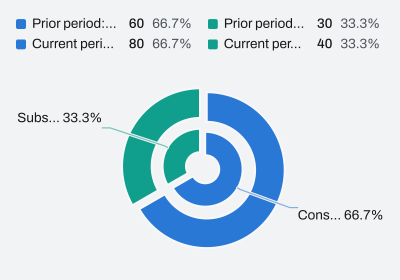 Prior period:... 60 66.7% Prior period... 30 33.3%
Current peri... 80 66.7% Current per... 40 33.3%
Subs... 33.3%
Cons... 66.7%